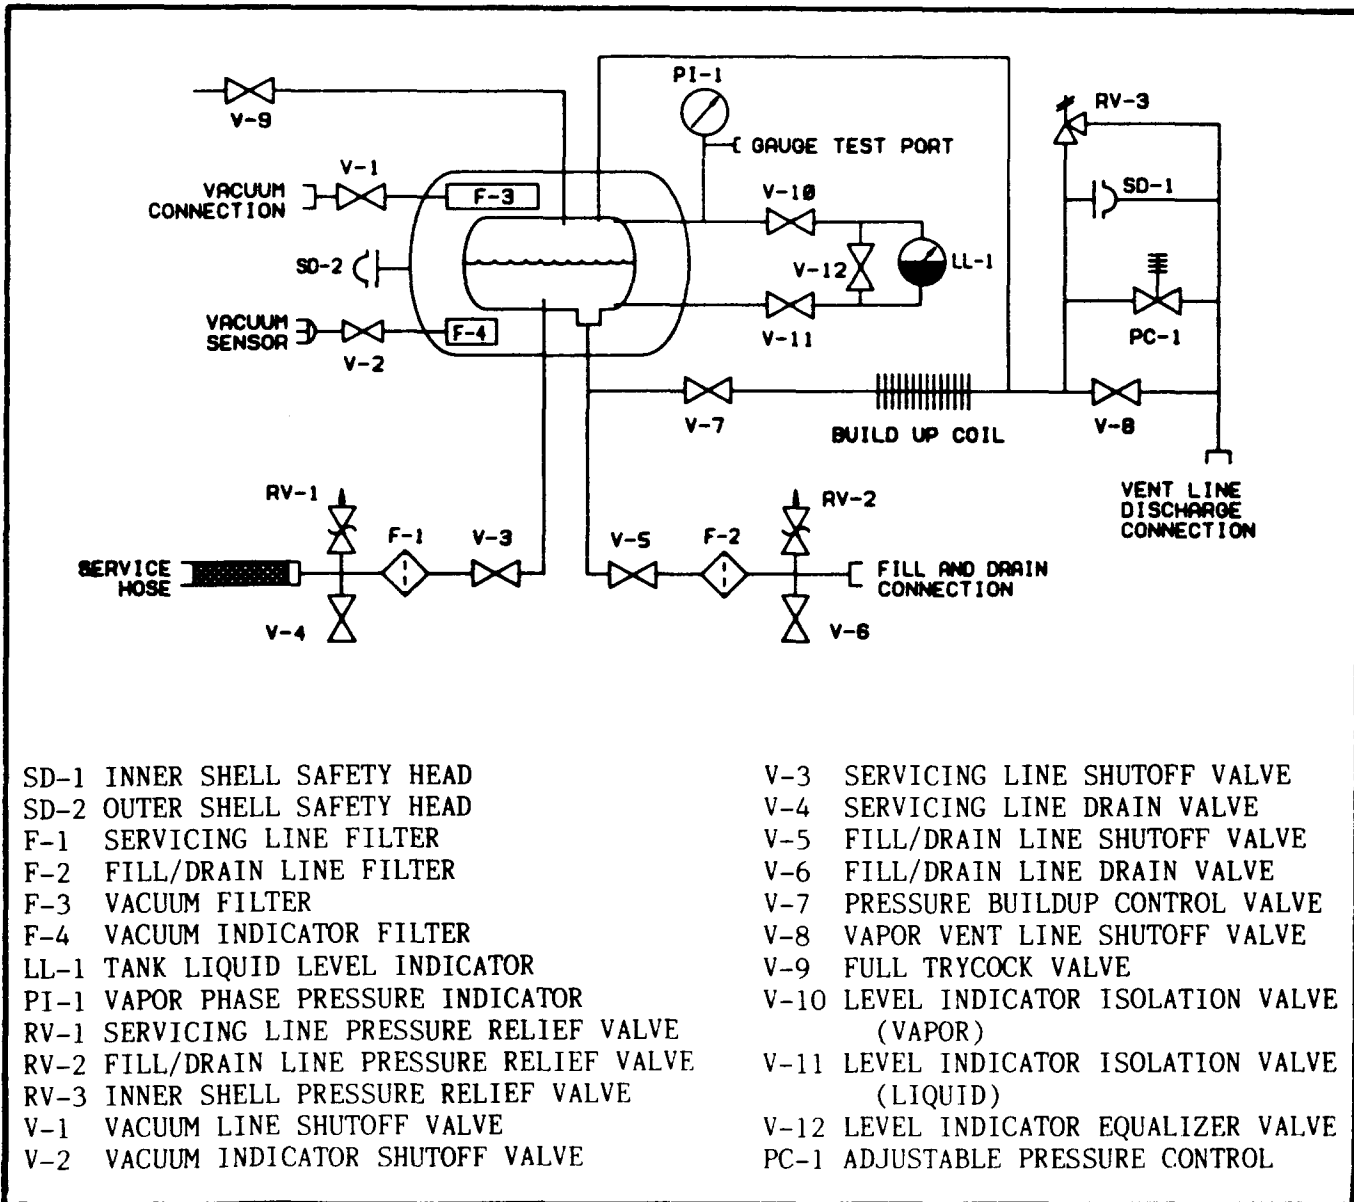 PI-1
RV-3
V-9
GAUGE TEST PORT
V-1
VACUUM
CONNECTION
F-3
V-10
SD-1
SD-2
V-12
LL-1
VACUUM
SENSOR
F-4
V-2
V-11
PC-1
V-7
BUILD UP COIL
V-8
VENT LINE
DISCHARGE
CONNECTION
RV-1
F-1
V-3
V-5
F-2
RV-2
SERVICE
HOSE
FILL AND DRAIN
CONNECTION
V-4
V-6
SD-1 INNER SHELL SAFETY HEAD
SD-2 OUTER SHELL SAFETY HEAD
F-1 SERVICING LINE FILTER
F-2 FILL/DRAIN LINE FILTER
F-3 VACUUM FILTER
F-4 VACUUM INDICATOR FILTER
LL-1 TANK LIQUID LEVEL INDICATOR
PI-1 VAPOR PHASE PRESSURE INDICATOR
RV-1 SERVICING LINE PRESSURE RELIEF VALVE
RV-2 FILL/DRAIN LINE PRESSURE RELIEF VALVE
RV-3 INNER SHELL PRESSURE RELIEF VALVE
V-1 VACUUM LINE SHUTOFF VALVE
V-2 VACUUM INDICATOR SHUTOFF VALVE
V-3 SERVICING LINE SHUTOFF VALVE
V-4 SERVICING LINE DRAIN VALVE
V-5 FILL/DRAIN LINE SHUTOFF VALVE
V-6 FILL/DRAIN LINE DRAIN VALVE
V-7 PRESSURE BUILDUP CONTROL VALVE
V-8 VAPOR VENT LINE SHUTOFF VALVE
V-9 FULL TRYCOCK VALVE
V-10 LEVEL INDICATOR ISOLATION VALVE
(VAPOR)
V-11 LEVEL INDICATOR ISOLATION VALVE
(LIQUID)
V-12 LEVEL INDICATOR EQUALIZER VALVE
PC-1 ADJUSTABLE PRESSURE CONTROL